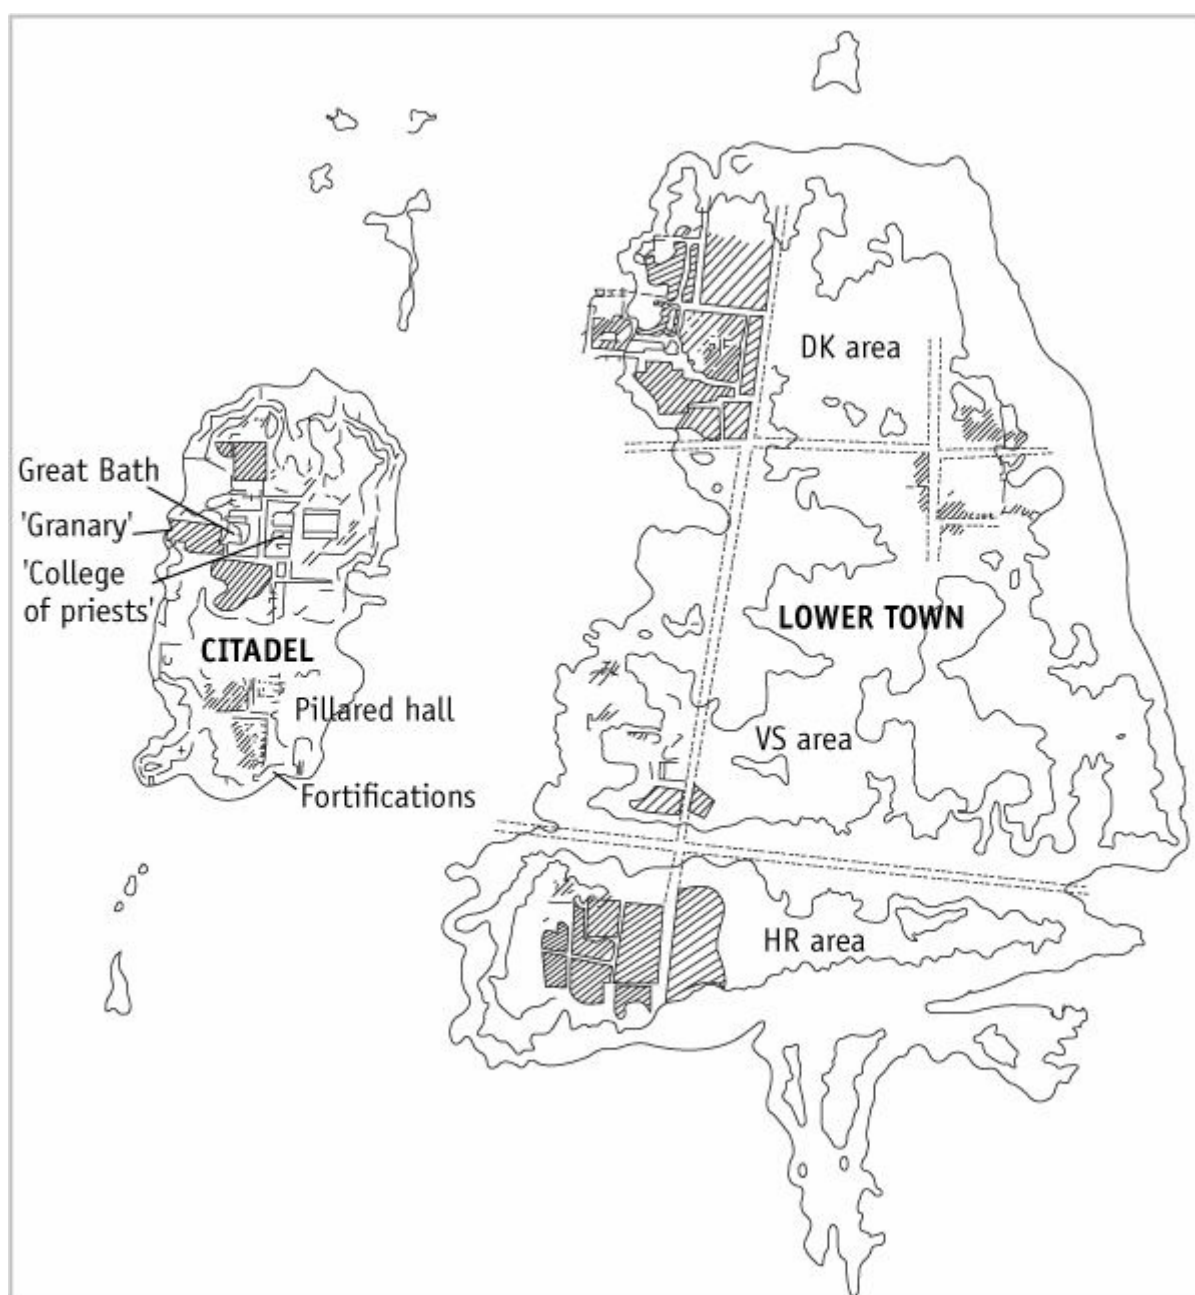 Great Bath
'Granary'
'College
of priests'
CITADEL
Pillared hall
Fortifications
DK area
LOWER TOWN
VS area
HR area